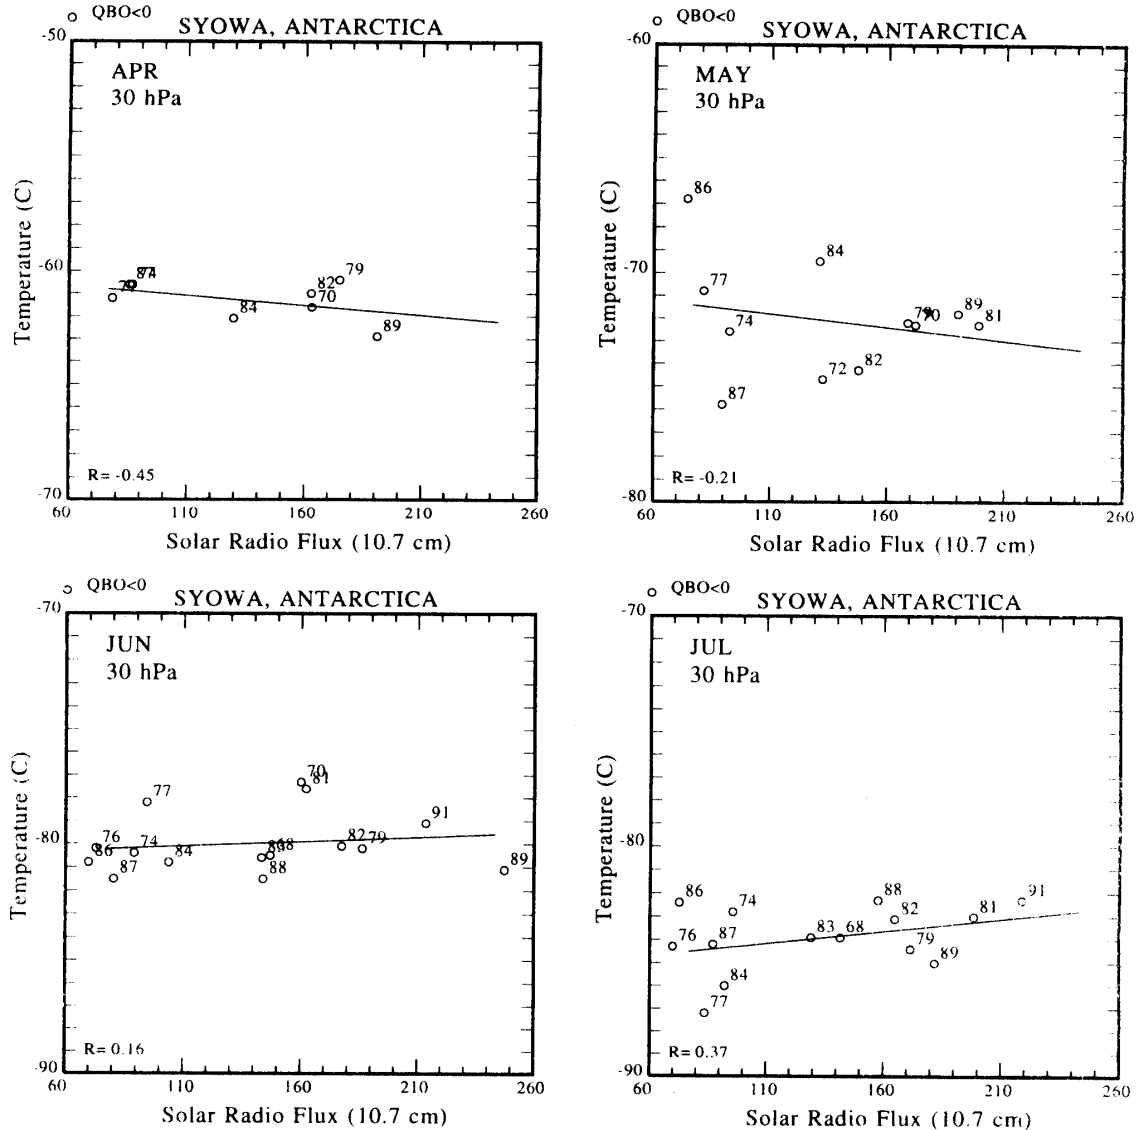 QBO<0
SYOWA, ANTARCTICA
-50
APR
30 hPa
-60
-70
Temperature (C)
82
79
70
84
89
R= -0.45
60
110
160
210
260
Solar Radio Flux (10.7 cm)
QBO<0
SYOWA, ANTARCTICA
-60
MAY
30 hPa
-70
-80
Temperature (C)
86
84
77
74
89
81
72
82
87
R= -0.21
60
110
160
210
260
Solar Radio Flux (10.7 cm)
QBO<0
SYOWA, ANTARCTICA
-70
JUN
30 hPa
-80
-90
Temperature (C)
70
81
77
91
76
86
74
84
82
79
89
87
88
R= 0.16
60
110
160
210
260
Solar Radio Flux (10.7 cm)
QBO<0
SYOWA, ANTARCTICA
-70
JUL
30 hPa
-80
-90
Temperature (C)
86
88
91
74
82
81
76
87
83
68
79
89
84
77
R= 0.37
60
110
160
210
260
Solar Radio Flux (10.7 cm)